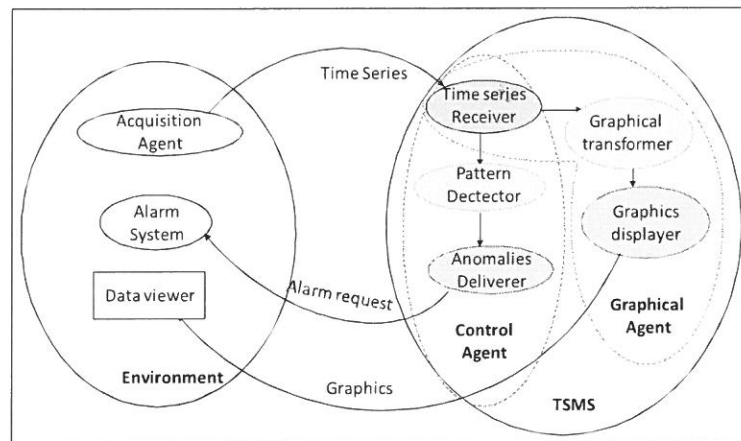 Time Series
Acquisition
Agent
Alarm
System
Data viewer
Environment
Alarm request
Graphics
Time series
Receiver
Pattern
Dectector
Anomalies
Deliverer
Control
Agent
Graphical
transformer
Graphics
displayer
Graphical
Agent
TSMS